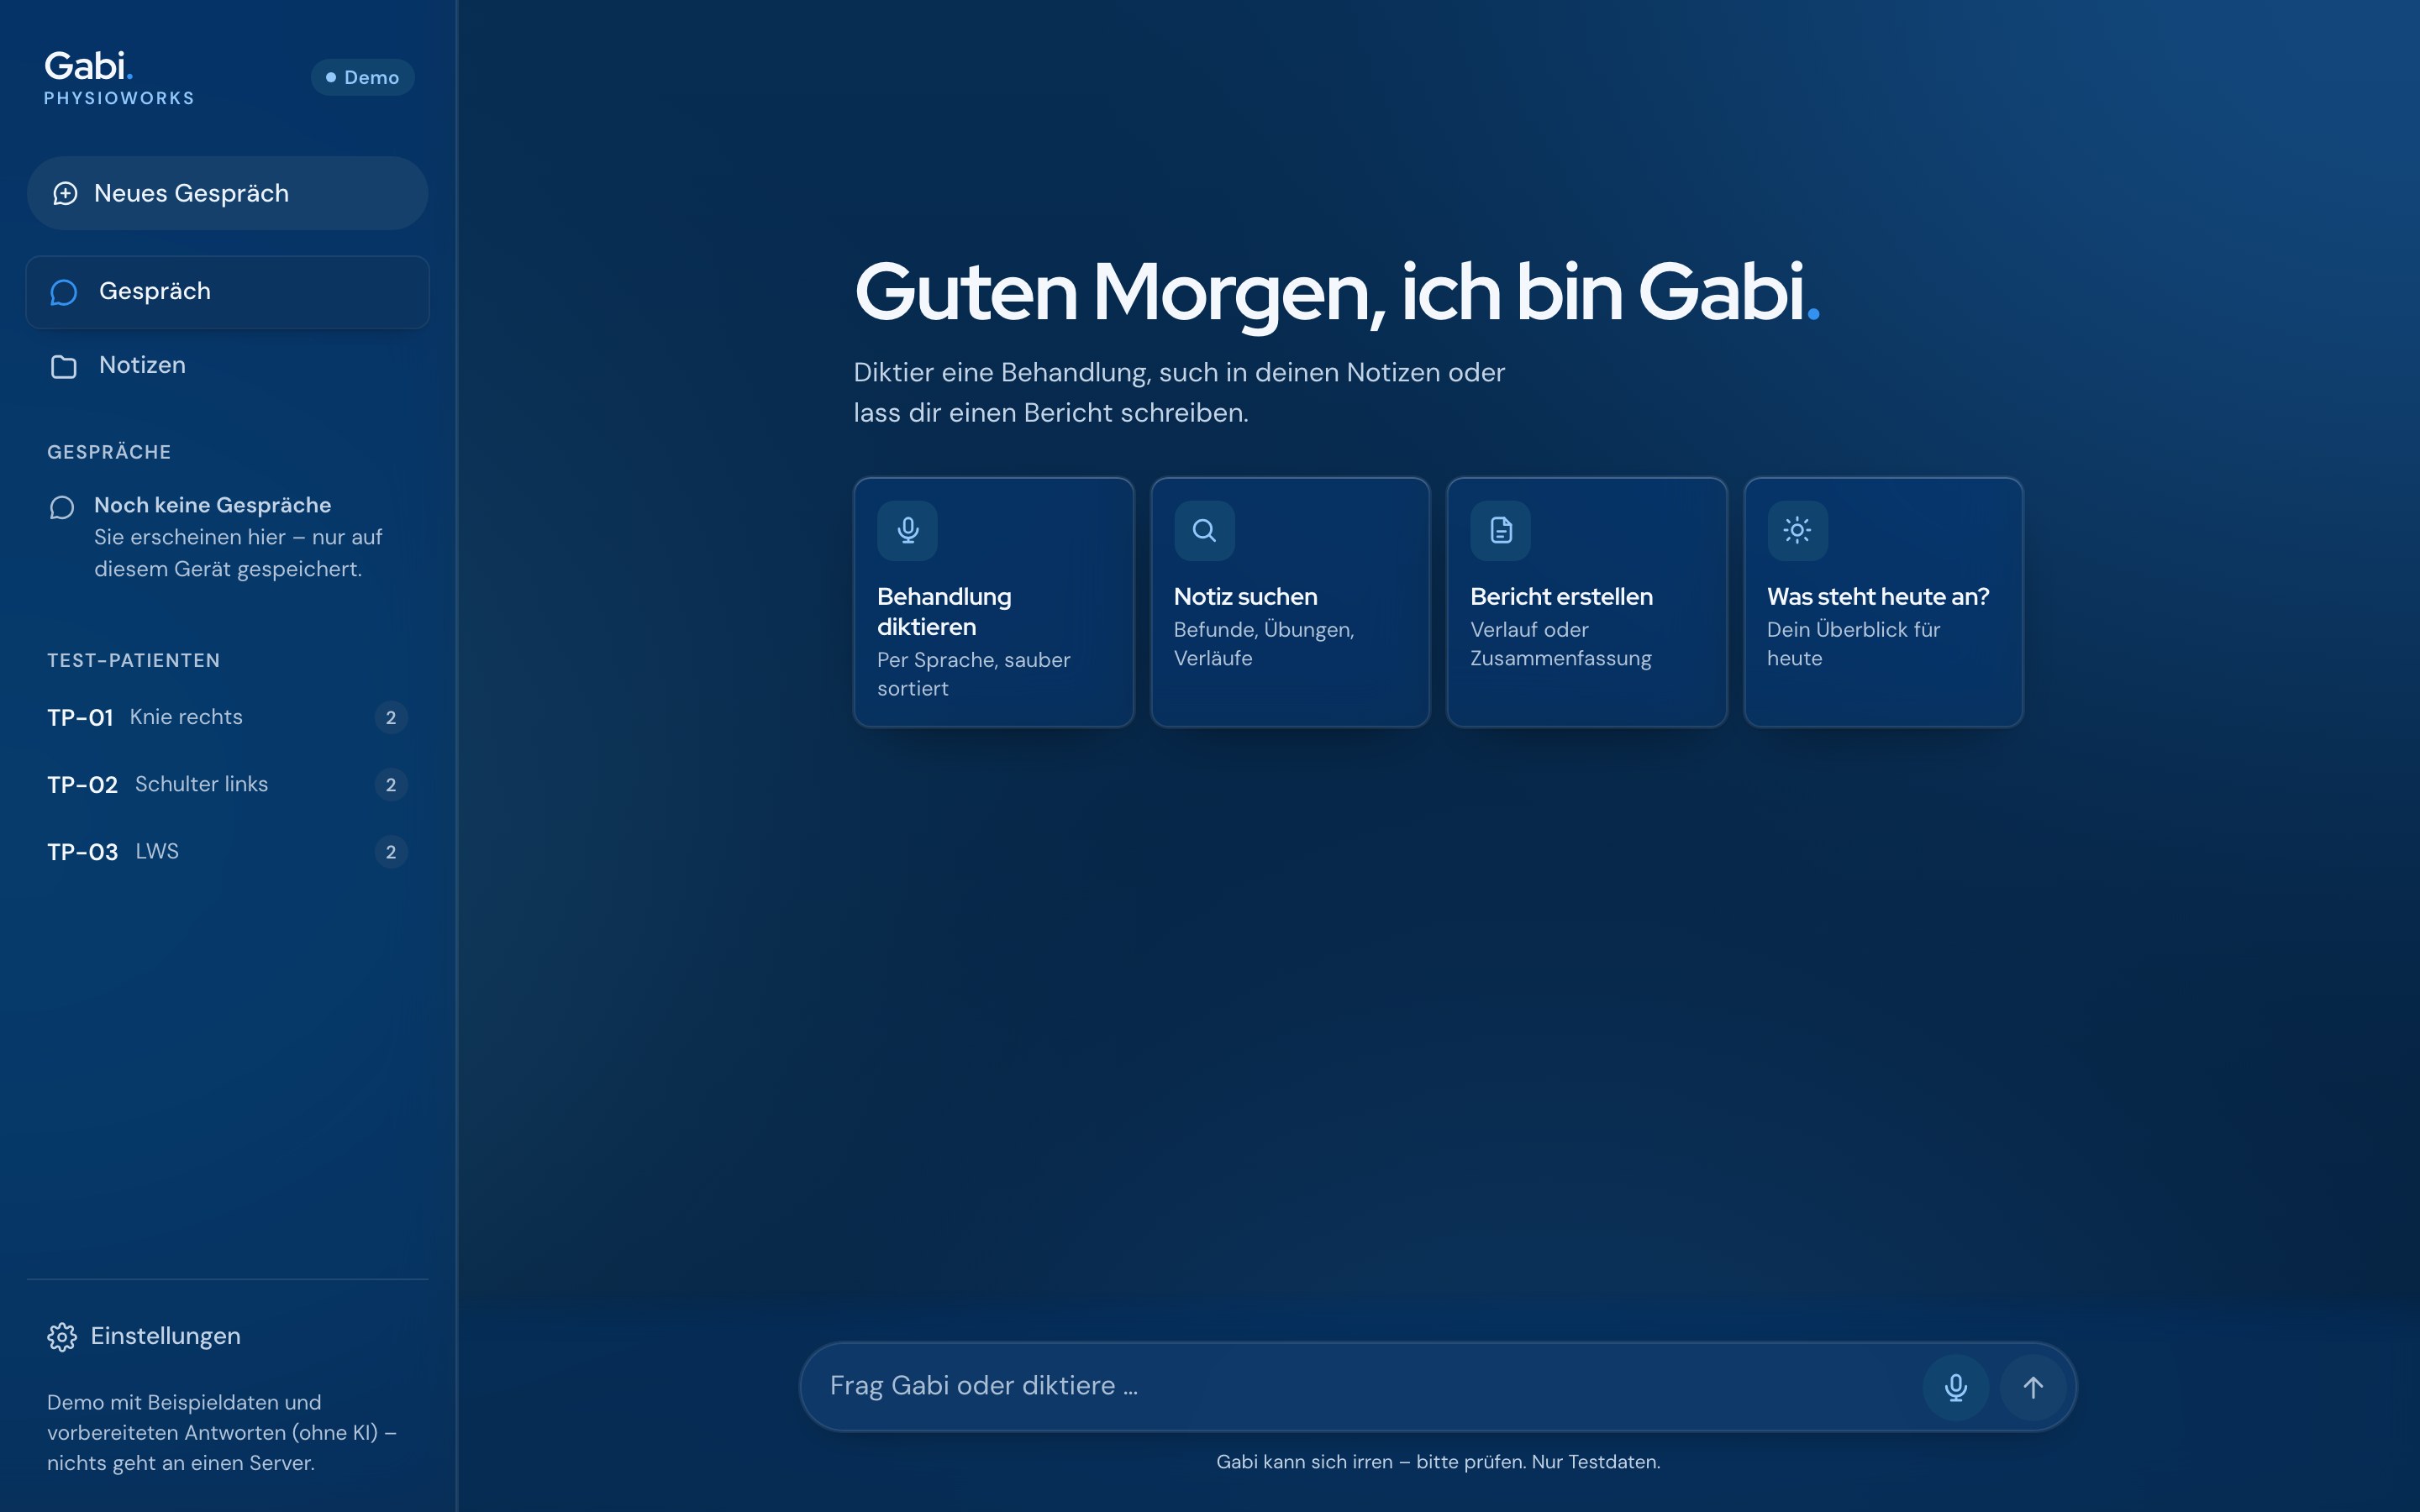 Gabi.
PHYSIOWORKS
Demo
Neues Gespräch
Gespräch
Notizen
GESPRÄCHE
Noch keine Gespräche
Sie erscheinen hier – nur auf
diesem Gerät gespeichert.
TEST-PATIENTEN
TP-01 Knie rechts 2
TP-02 Schulter links 2
TP-03 LWS 2
Einstellungen
Demo mit Beispieldaten und
vorbereiteten Antworten (ohne KI) –
nichts geht an einen Server.
Guten Morgen, ich bin Gabi.
Diktier eine Behandlung, such in deinen Notizen oder
lass dir einen Bericht schreiben.
Behandlung
diktieren
Per Sprache, sauber
sortiert
Notiz suchen
Befunde, Übungen,
Verläufe
Bericht erstellen
Verlauf oder
Zusammenfassung
Was steht heute an?
Dein Überblick für
heute
Frag Gabi oder diktiere ...
Gabi kann sich irren – bitte prüfen. Nur Testdaten.